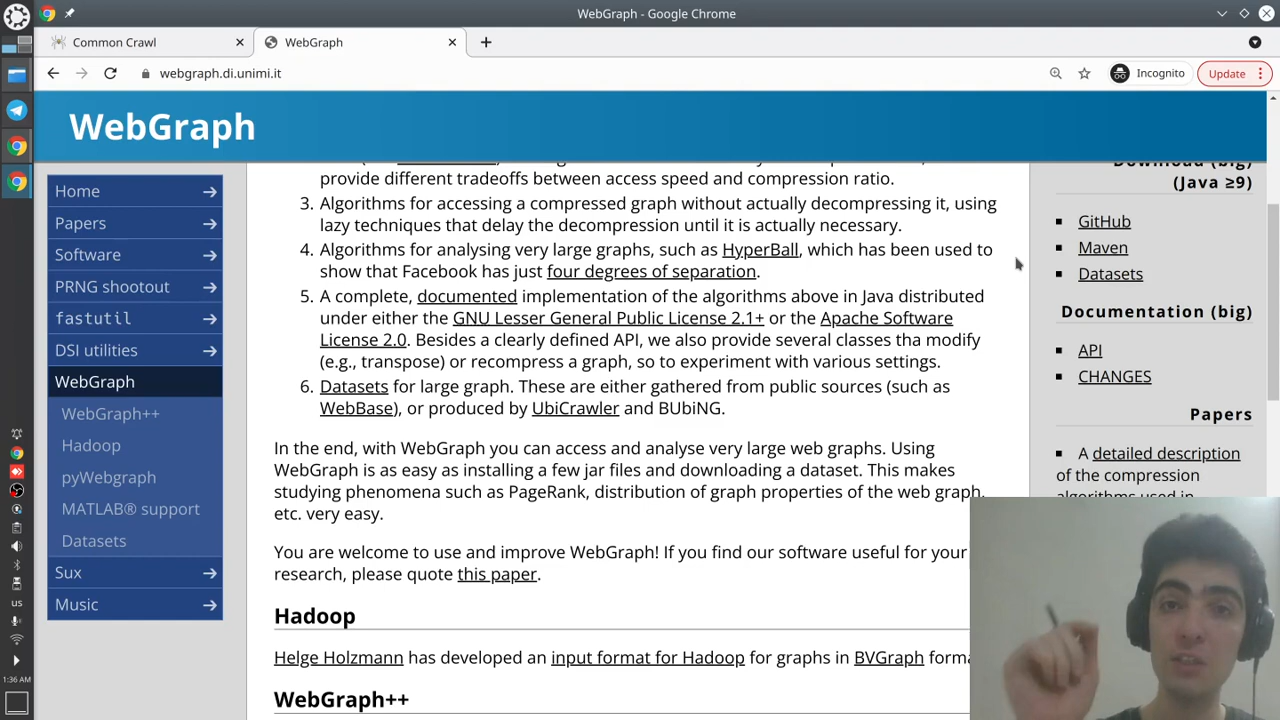 WebGraph - Google Chrome
Common Crawl
WebGraph
webgraph.di.unimi.it
Incognito
Update
WebGraph
Home
Papers
Software
PRNG shootout
fastutil
DSI utilities
WebGraph
WebGraph++
Hadoop
pyWebgraph
MATLAB® support
Datasets
Sux
Music
provide different tradeoffs between access speed and compression ratio.
3. Algorithms for accessing a compressed graph without actually decompressing it, using
lazy techniques that delay the decompression until it is actually necessary.
4. Algorithms for analysing very large graphs, such as HyperBall, which has been used to
show that Facebook has just four degrees of separation.
5. A complete, documented implementation of the algorithms above in Java distributed
under either the GNU Lesser General Public License 2.1+ or the Apache Software
License 2.0. Besides a clearly defined API, we also provide several classes tha modify
(e.g., transpose) or recompress a graph, so to experiment with various settings.
6. Datasets for large graph. These are either gathered from public sources (such as
WebBase), or produced by UbiCrawler and BUbiNG.
In the end, with WebGraph you can access and analyse very large web graphs. Using
WebGraph is as easy as installing a few jar files and downloading a dataset. This makes
studying phenomena such as PageRank, distribution of graph properties of the web graph,
etc. very easy.
You are welcome to use and improve WebGraph! If you find our software useful for your
research, please quote this paper.
Hadoop
Helge Holzmann has developed an input format for Hadoop for graphs in BVGraph forma
WebGraph++
Download (big)
(Java ≥9)
GitHub
Maven
Datasets
Documentation (big)
API
CHANGES
Papers
A detailed description
of the compression
algorithms used in
us
1:36 AM